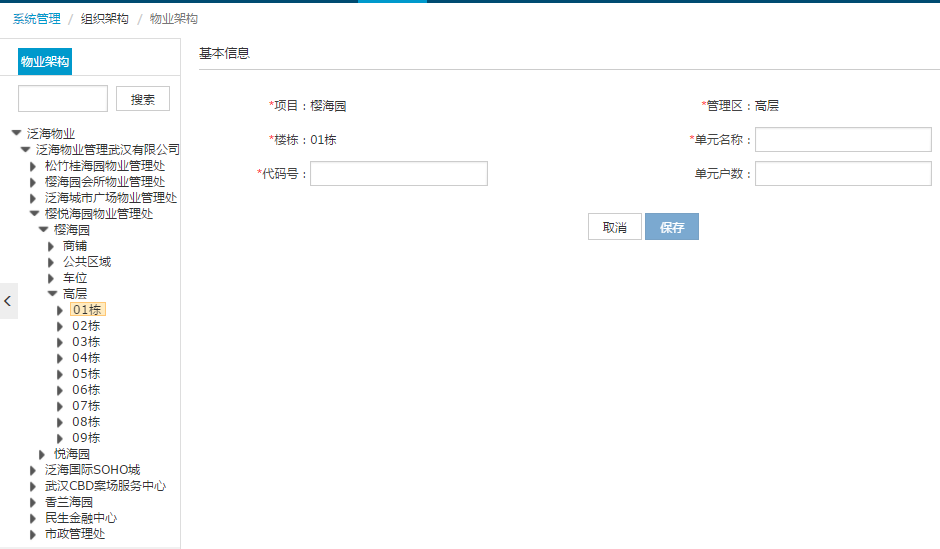 系统管理 / 组织架构 / 物业架构
物业架构
搜索
泛海物业
泛海物业管理武汉有限公司
松竹桂海园物业管理处
樱海园会所物业管理处
泛海城市广场物业管理处
樱悦海园物业管理处
樱海园
商铺
公共区域
车位
高层
01栋
02栋
03栋
04栋
05栋
06栋
07栋
08栋
09栋
悦海园
泛海国际SOHO城
武汉CBD案场服务中心
香兰海园
民生金融中心
市政管理处
基本信息
*项目：樱海园 *管理区：高层
*楼栋：01栋 *单元名称：
*代码号： 单元户数：
取消 保存